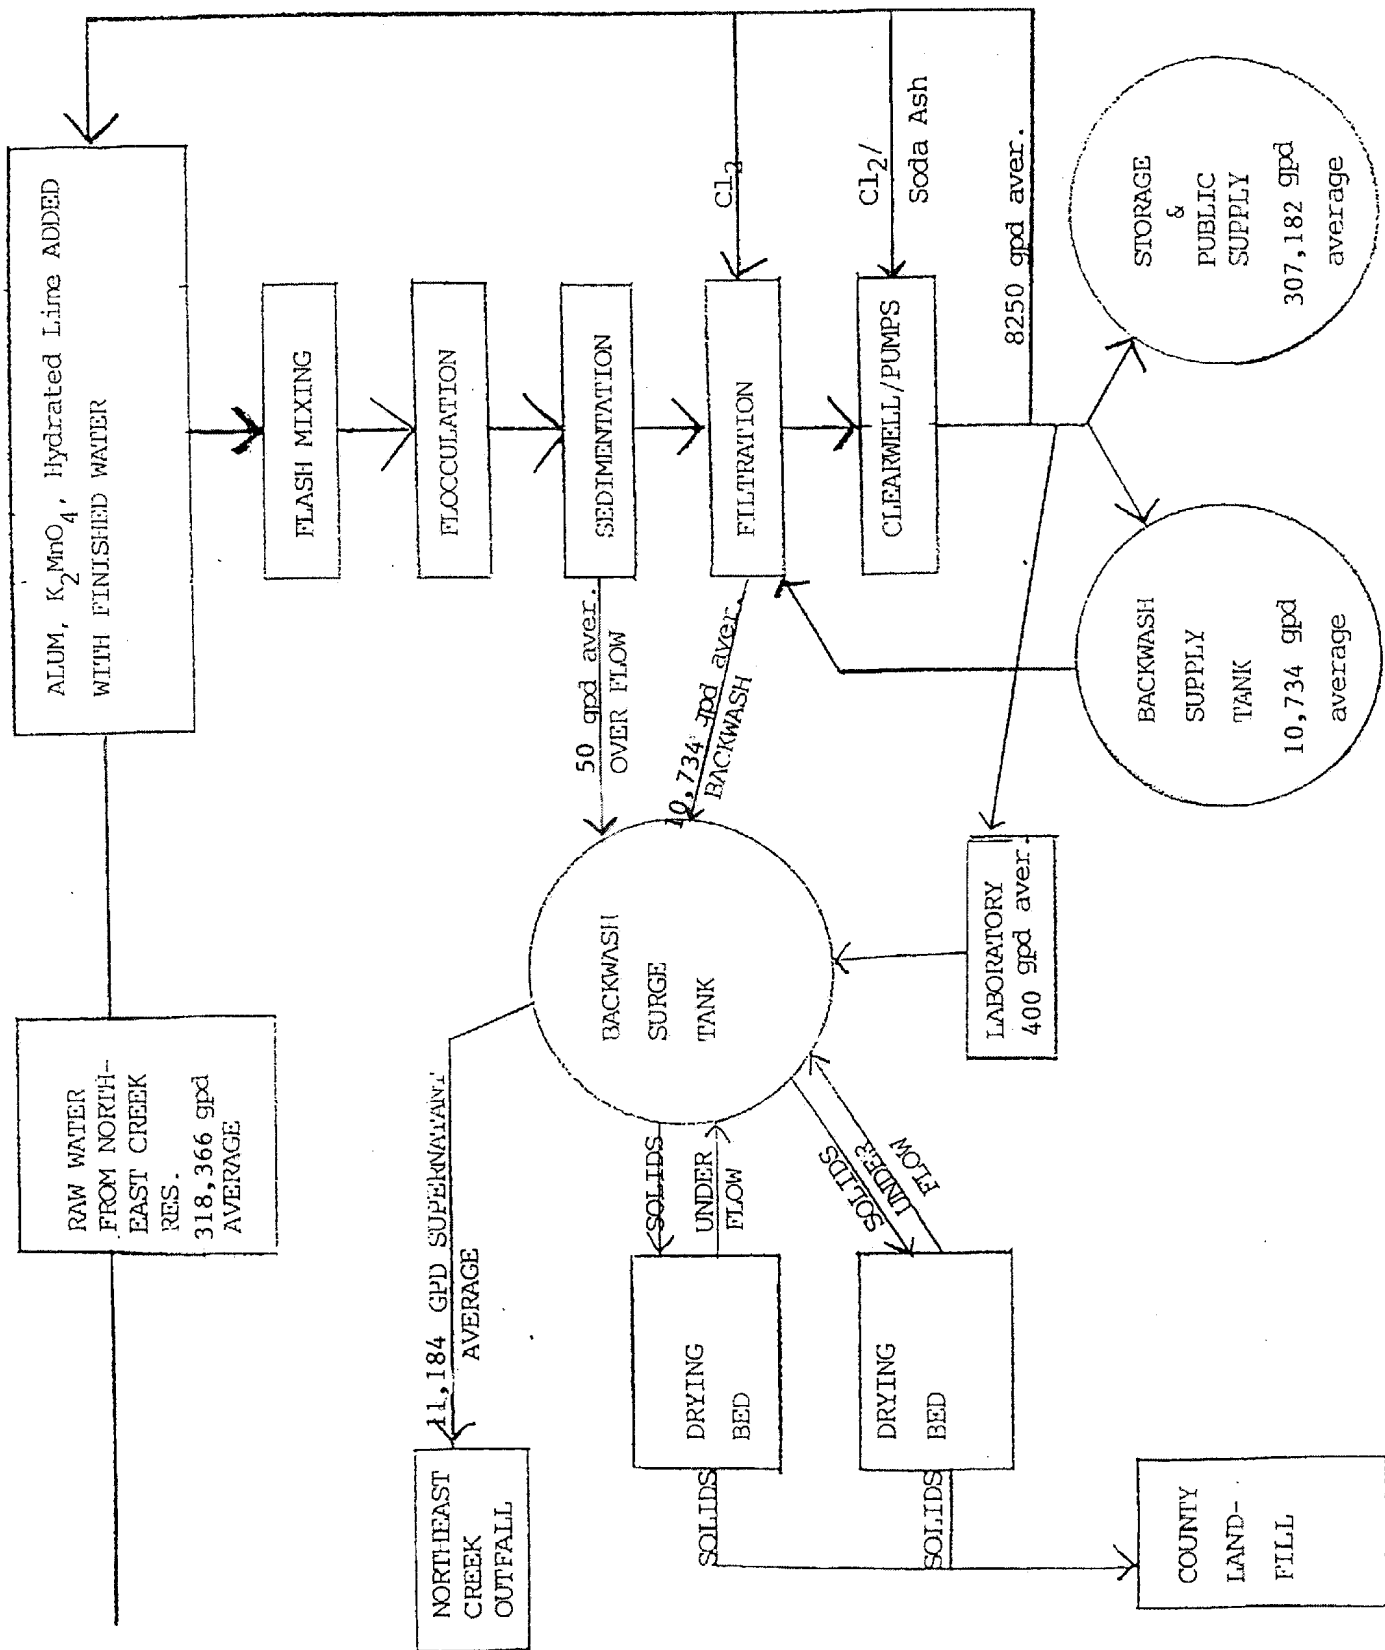 RAW WATER
FROM NORTH-
EAST CREEK
RES.
318,366 gpd
AVERAGE
ALUM, K2MnO4, Hydrated Lime ADDED
WITH FINISHED WATER
FLASH MIXING
FLOCCULATION
SEDIMENTATION
FILTRATION
CLEARWELL/PUMPS
Cl2
Cl2/
Soda Ash
8250 gpd aver.
50 gpd aver.
OVER FLOW
10,734 gpd aver.
BACKWASH
STORAGE
&
PUBLIC
SUPPLY
307,182 gpd
average
BACKWASH
SUPPLY
TANK
10,734 gpd
average
LABORATORY
400 gpd aver.
BACKWASH
SURGE
TANK
11,184 GPD SUPERNATANT
AVERAGE
NORTHEAST
CREEK
OUTFALL
SOLIDS
UNDER
FLOW
SOLIDS
UNDER
FLOW
DRYING
BED
DRYING
BED
SOLIDS
SOLIDS
COUNTY
LAND-
FILL